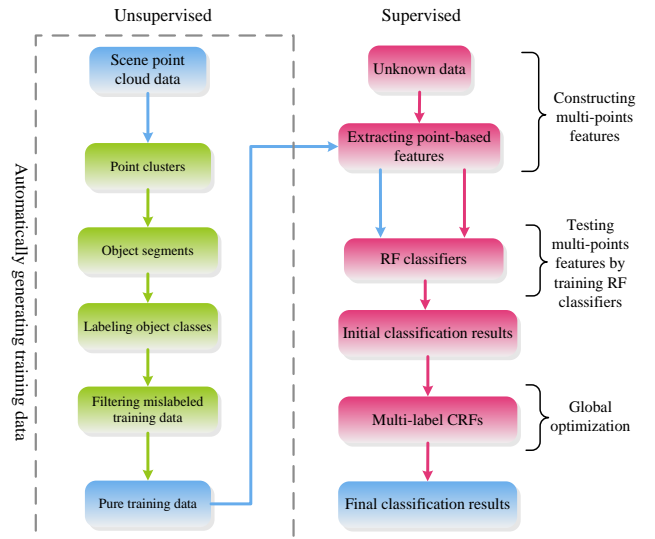 Unsupervised
Supervised
Automatically generating training data
Scene point
cloud data
Point clusters
Object segments
Labeling object classes
Filtering mislabeled
training data
Pure training data
Unknown data
Extracting point-based
features
RF classifiers
Initial classification results
Multi-label CRFs
Final classification results
Constructing
multi-points
features
Testing
multi-points
features by
training RF
classifiers
Global
optimization